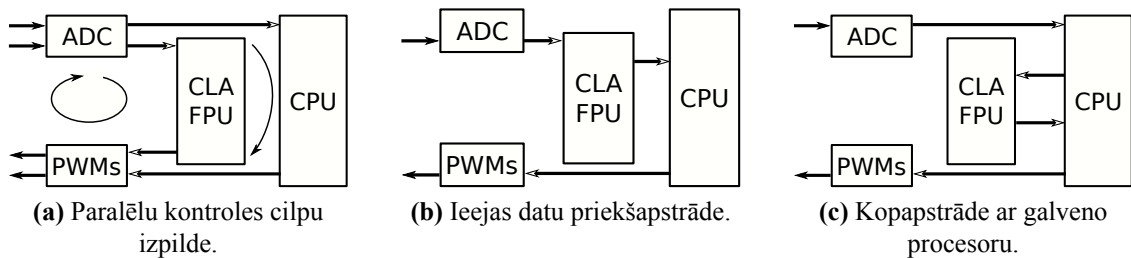 ADC
CLA
FPU
CPU
PWMs
(a) Paralēlu kontroles cilpu
izpilde.
ADC
CLA
FPU
CPU
PWMs
(b) Ieejas datu priekšapstrāde.
ADC
CLA
FPU
CPU
PWMs
(c) Kopapstrāde ar galveno
procesoru.